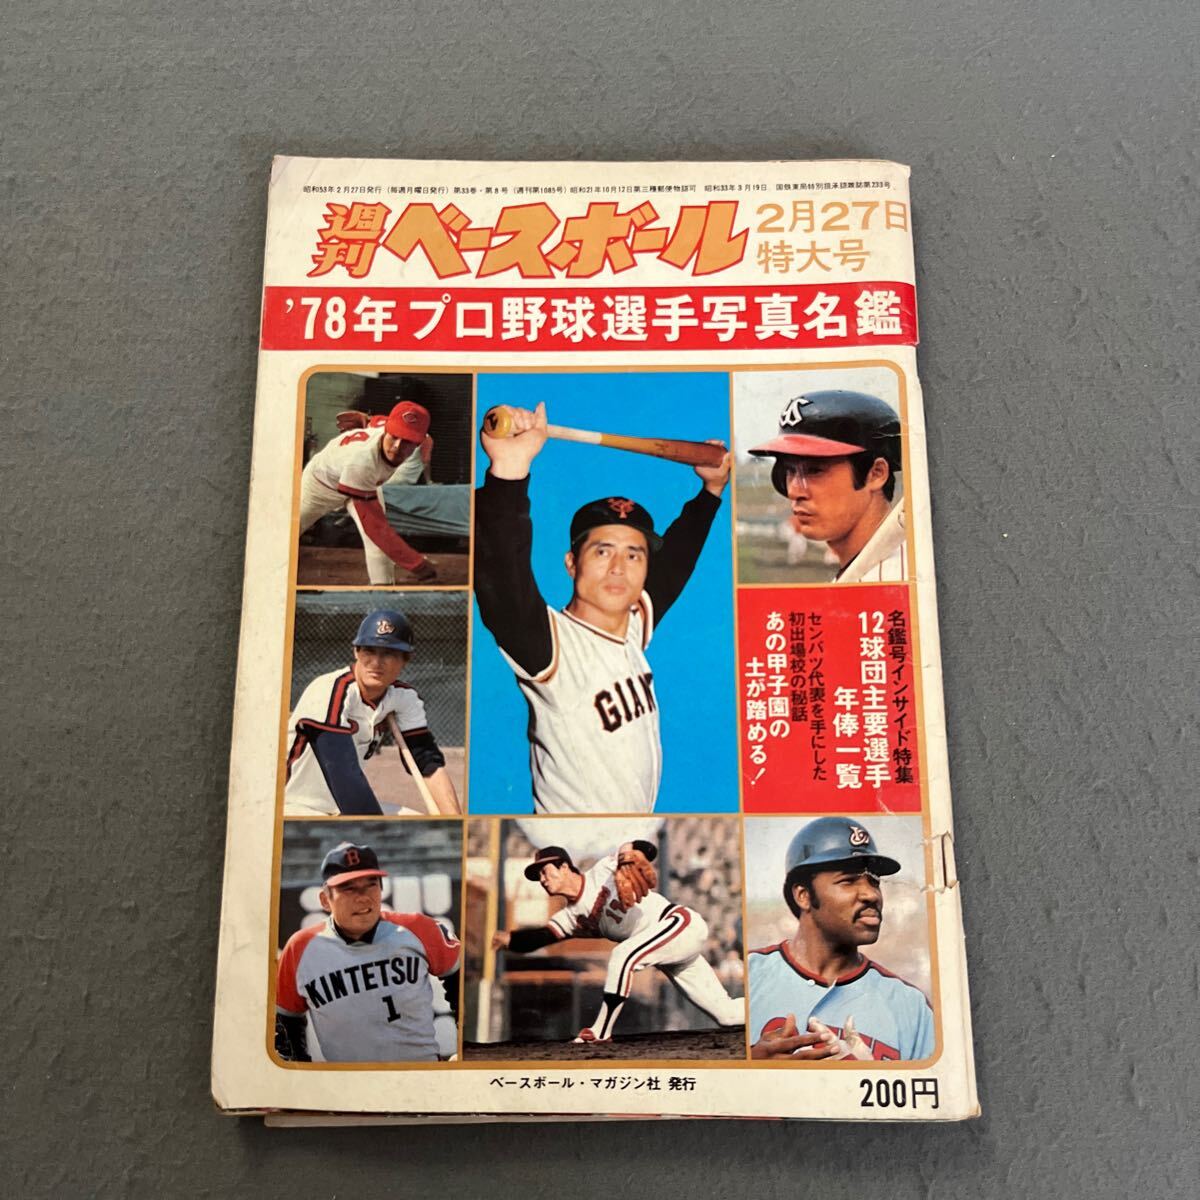 昭和53年2月27日発行(毎週月曜日発行)第33巻・第8号(週刊第1085号)昭和21年10月12日第三種郵便物認可 昭和33年3月19日 国鉄東局特別扱承認雑誌第233号
週刊ベースボール
2月27日
特大号
'78年プロ野球選手写真名鑑
名鑑号インサイド特集
12球団主要選手
年俸一覧
センバツ代表を手にした
初出場校の秘話
あの甲子園の
土が踏める!
GIANT
KINTETSU
1
B
ベースボール・マガジン社 発行
200円